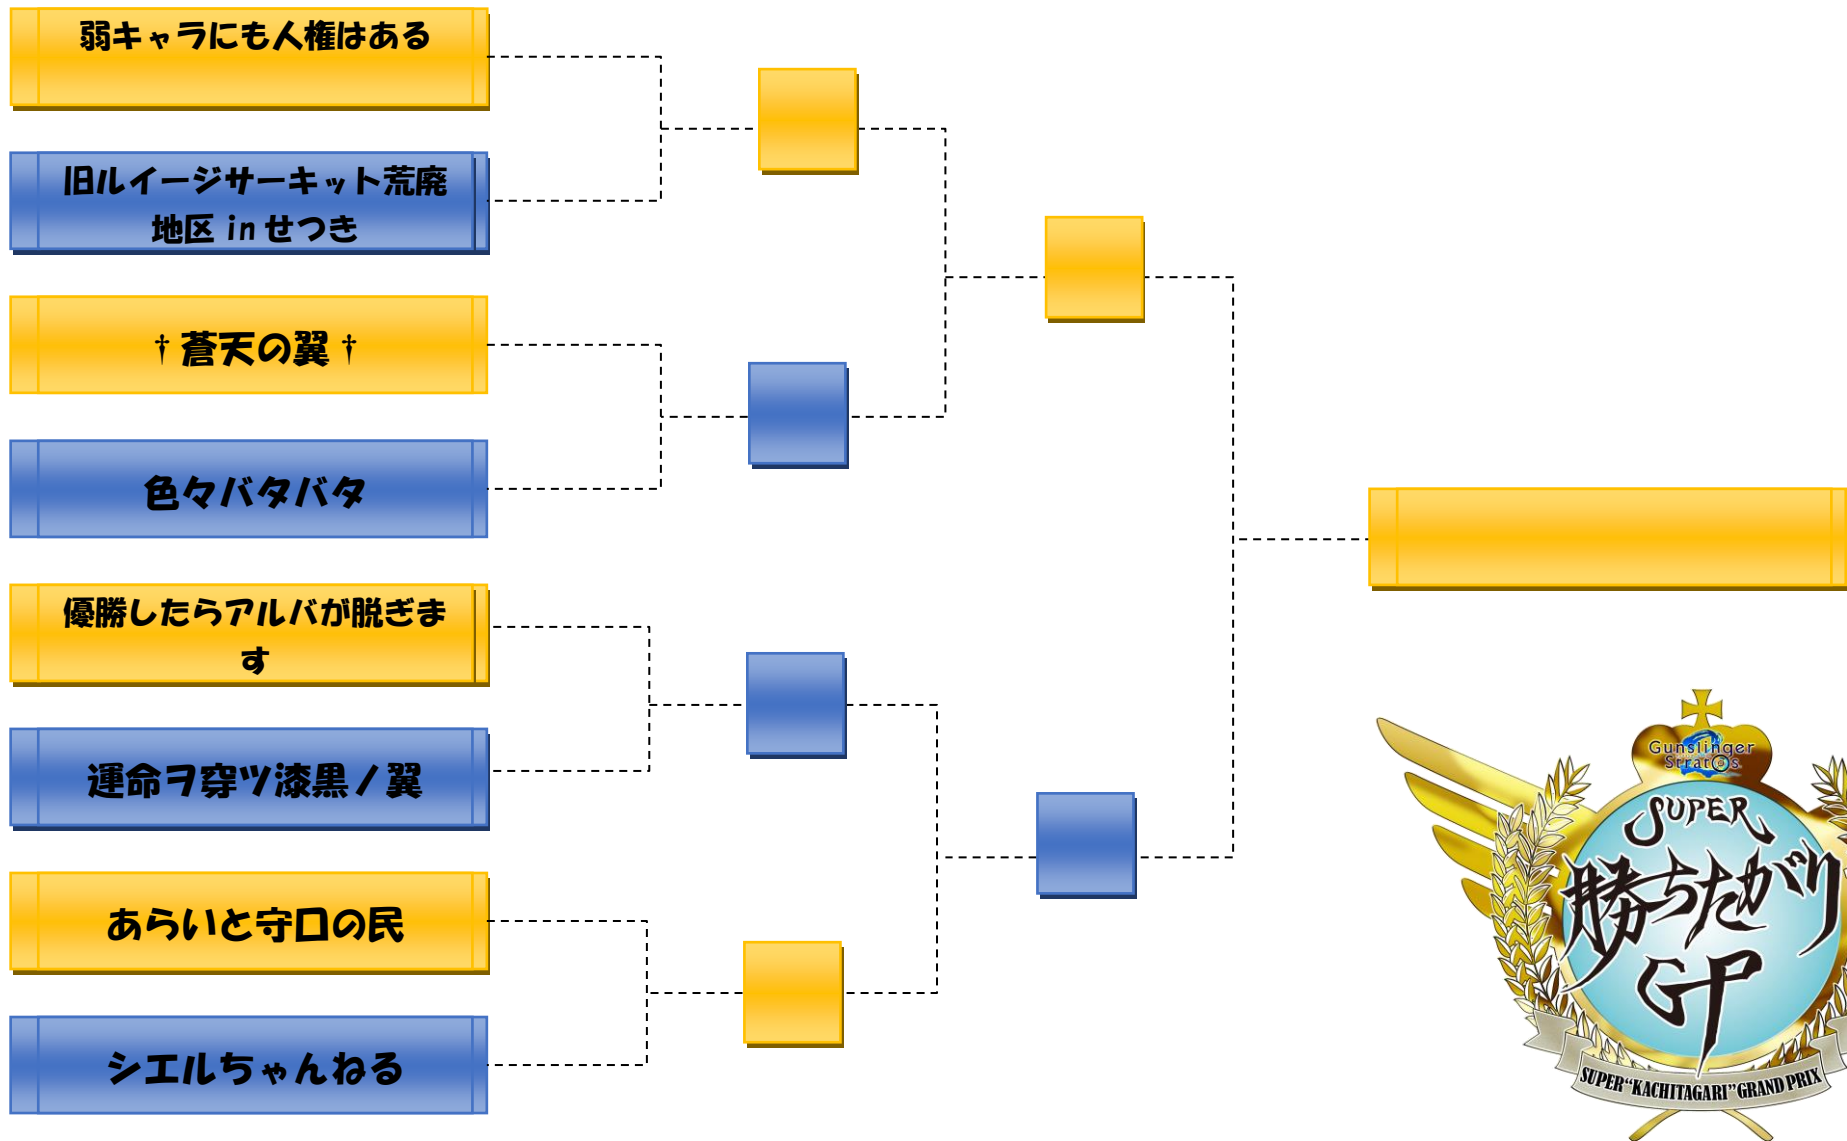 弱キャラにも人権はある
旧ルイージサーキット荒廃
地区 in せつき
† 蒼天の翼 †
色々バタバタ
優勝したらアルバが脱ぎま
す
運命ヲ穿ツ漆黒ノ翼
あらいと守口の民
シエルちゃんねる
Gunslinger
Stratos
SUPER
勝ちたがり
GP
SUPER“KACHITAGARI”GRAND PRIX